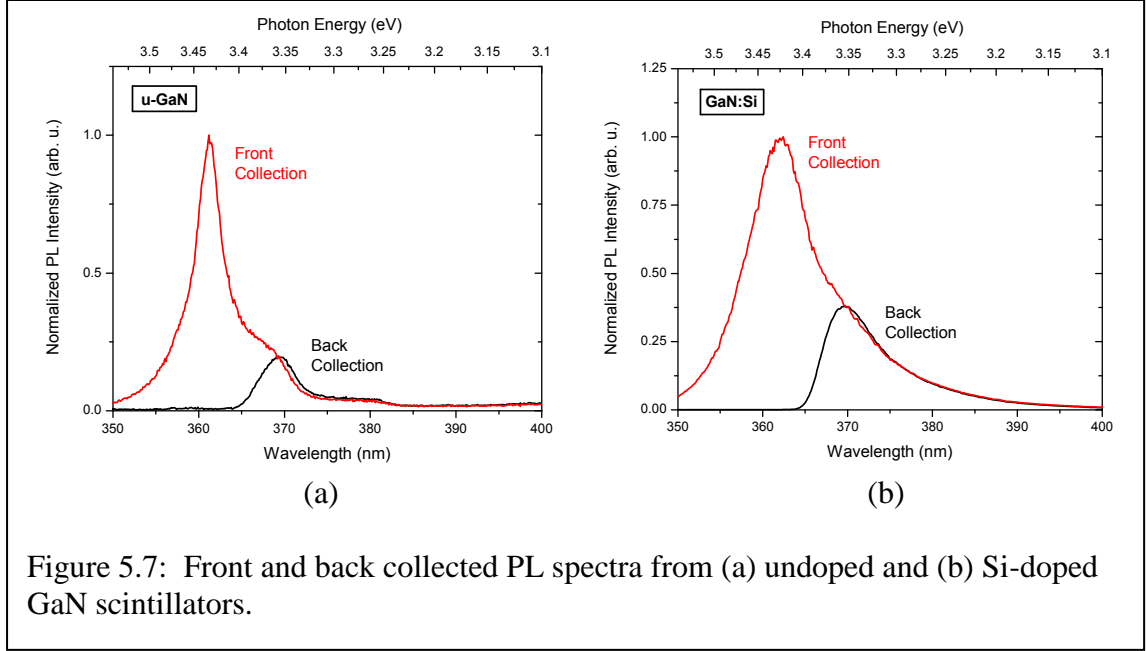 Photon Energy (eV)
3.5 3.45 3.4 3.35 3.3 3.25 3.2 3.15 3.1
u-GaN
1.0
0.5
0.0
Front
Collection
Back
Collection
Normalized PL Intensity (arb. u.)
350 360 370 380 390 400
Wavelength (nm)
(a)
Photon Energy (eV)
3.5 3.45 3.4 3.35 3.3 3.25 3.2 3.15 3.1
GaN:Si
1.25
1.00
0.75
0.50
0.25
0.00
Front
Collection
Back
Collection
Normalized PL Intensity (arb. u.)
350 360 370 380 390 400
Wavelength (nm)
(b)
Figure 5.7: Front and back collected PL spectra from (a) undoped and (b) Si-doped
GaN scintillators.